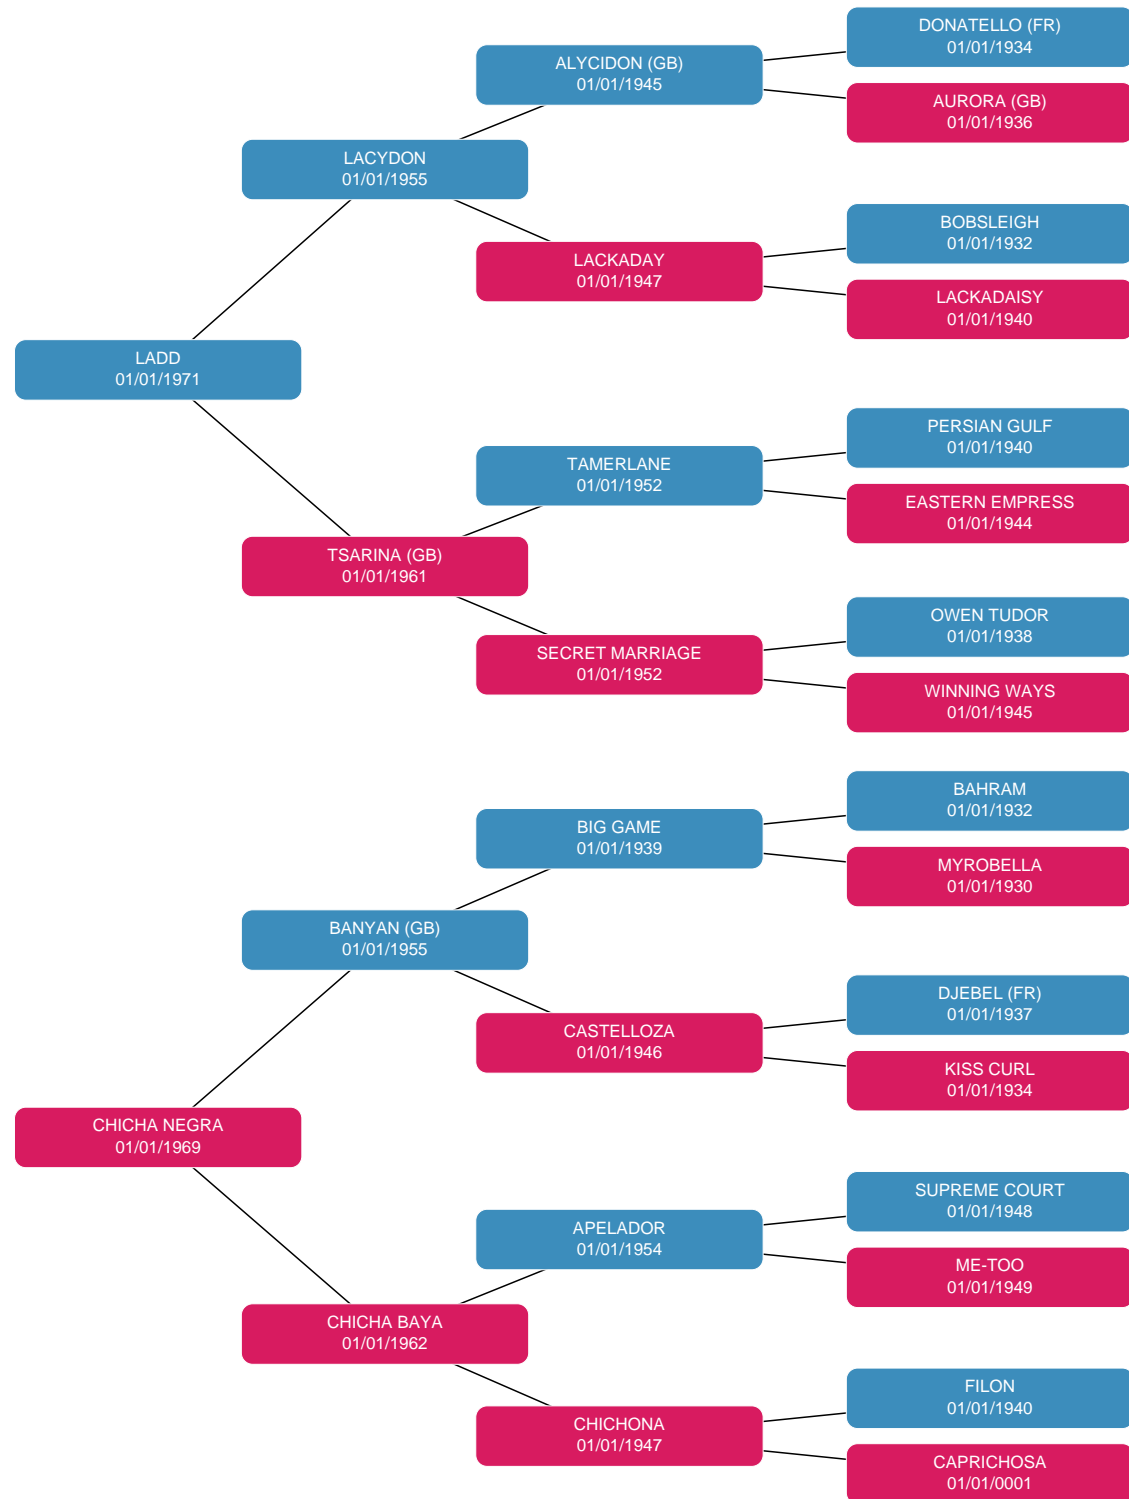 DONATELLO (FR)
01/01/1934
ALYCIDON (GB)
01/01/1945
AURORA (GB)
01/01/1936
LACYDON
01/01/1955
BOBSLEIGH
01/01/1932
LACKADAY
01/01/1947
LACKADAISY
01/01/1940
LADD
01/01/1971
PERSIAN GULF
01/01/1940
TAMERLANE
01/01/1952
EASTERN EMPRESS
01/01/1944
TSARINA (GB)
01/01/1961
OWEN TUDOR
01/01/1938
SECRET MARRIAGE
01/01/1952
WINNING WAYS
01/01/1945
BAHRAM
01/01/1932
BIG GAME
01/01/1939
MYROBELLA
01/01/1930
BANYAN (GB)
01/01/1955
DJEBEL (FR)
01/01/1937
CASTELLOZA
01/01/1946
KISS CURL
01/01/1934
CHICHA NEGRA
01/01/1969
SUPREME COURT
01/01/1948
APELADOR
01/01/1954
ME-TOO
01/01/1949
CHICHA BAYA
01/01/1962
FILON
01/01/1940
CHICHONA
01/01/1947
CAPRICHOSA
01/01/0001